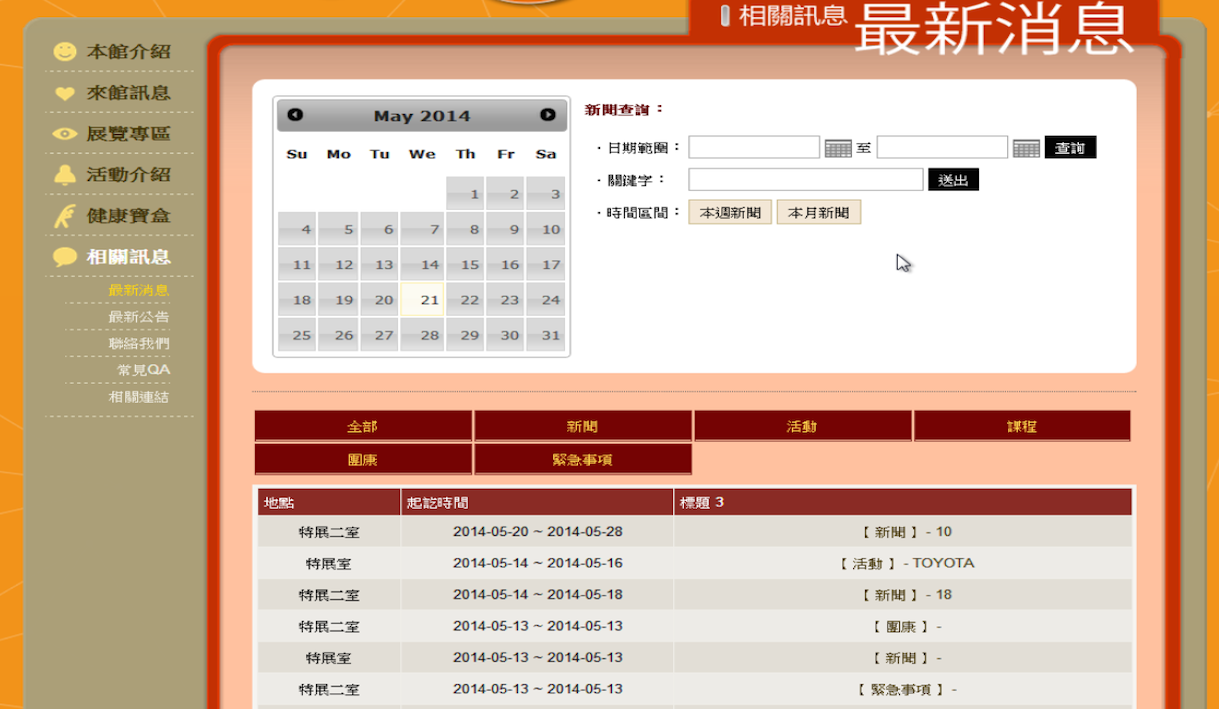 相關訊息
最新消息
本館介紹
來館訊息
展覽專區
活動介紹
健康寶盒
相關訊息
最新消息
最新公告
聯絡我們
常見QA
相關連結
May 2014
Su Mo Tu We Th Fr Sa
1 2 3
4 5 6 7 8 9 10
11 12 13 14 15 16 17
18 19 20 21 22 23 24
25 26 27 28 29 30 31
新聞查詢：
· 日期範圍： 至 查詢
· 關鍵字： 送出
· 時間區間： 本週新聞 本月新聞
全部 新聞 活動 課程
團康 緊急事項
地點 起訖時間 標題 3
特展二室 2014-05-20 ~ 2014-05-28 【 新聞 】 - 10
特展室 2014-05-14 ~ 2014-05-16 【 活動 】 - TOYOTA
特展二室 2014-05-14 ~ 2014-05-18 【 新聞 】 - 18
特展二室 2014-05-13 ~ 2014-05-13 【 團康 】 -
特展室 2014-05-13 ~ 2014-05-13 【 新聞 】 -
特展二室 2014-05-13 ~ 2014-05-13 【 緊急事項 】 -